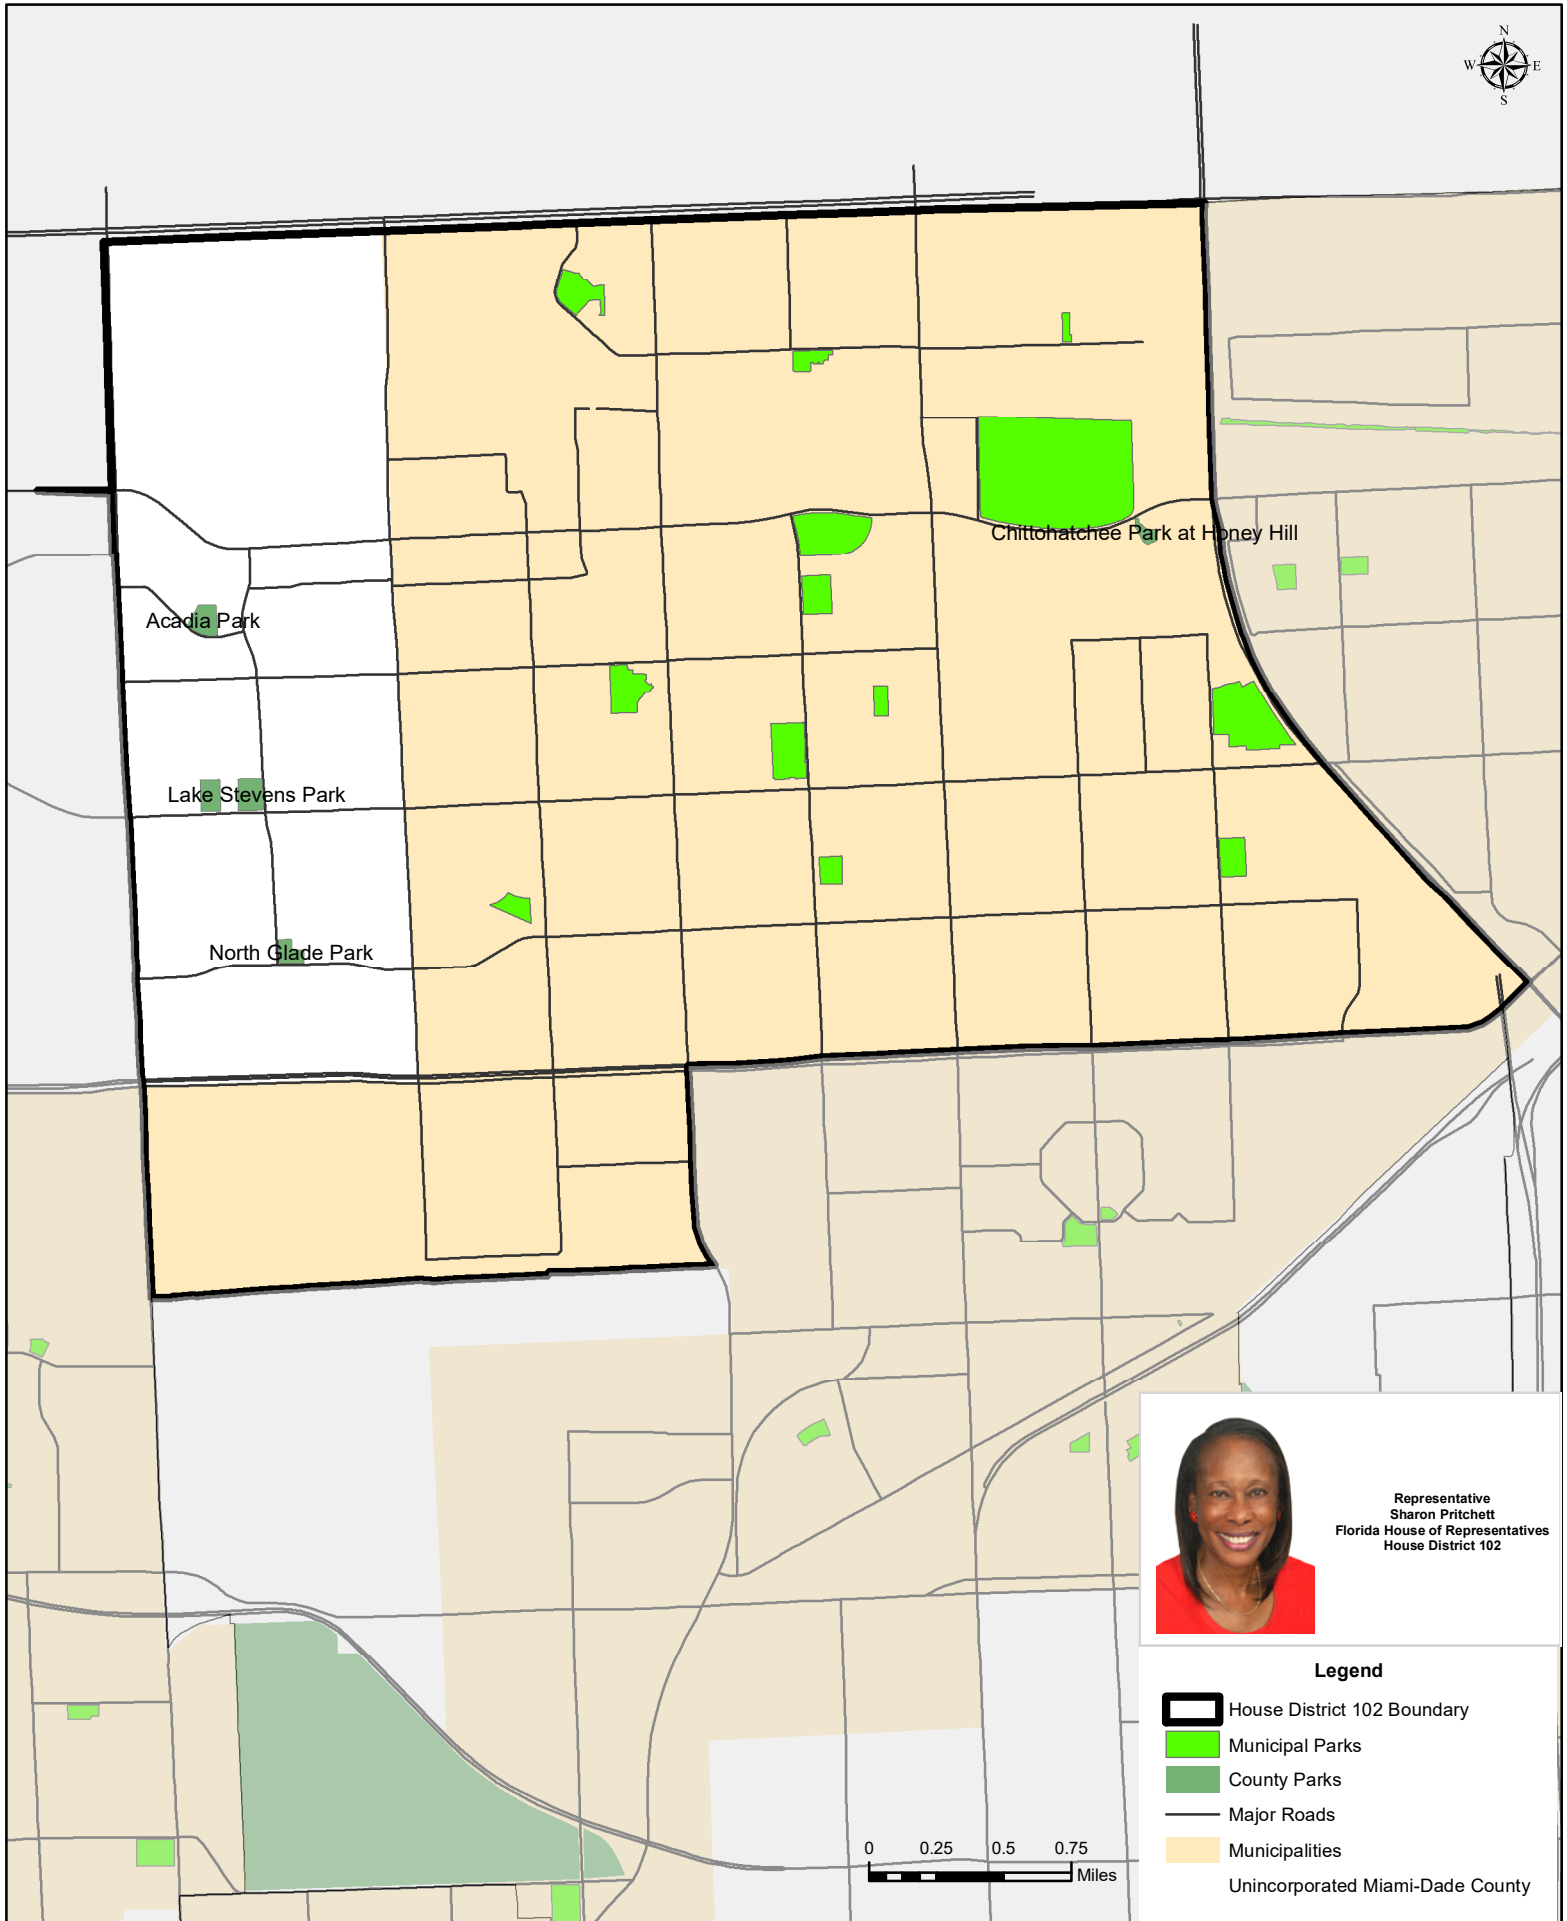 N
W E
S
Chittohatchee Park at Honey Hill
Acadia Park
Lake Stevens Park
North Glade Park
Representative
Sharon Pritchett
Florida House of Representatives
House District 102
Legend
House District 102 Boundary
Municipal Parks
County Parks
Major Roads
Municipalities
Unincorporated Miami-Dade County
0 0.25 0.5 0.75
Miles